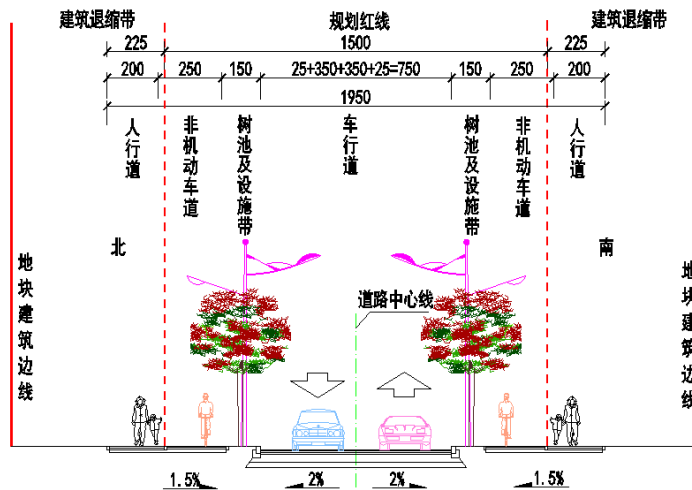 建筑退缩带 规划红线 建筑退缩带
225 1500 225
200 250 150 25+350+350+25=750 150 250 200
1950
人行道
非机动车道
树池及设施带
车行道
树池及设施带
非机动车道
人行道
北
南
地块建筑边线
道路中心线
地块建筑边线
1.5% 2% 2% 1.5%